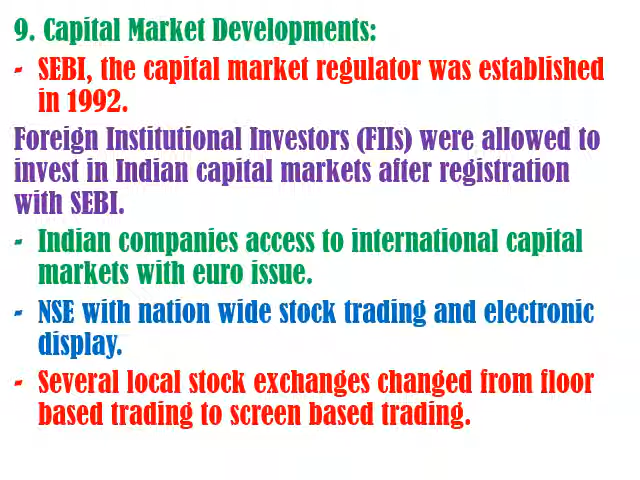 9. Capital Market Developments:
- SEBI, the capital market regulator was established
in 1992.
Foreign Institutional Investors (FIIs) were allowed to
invest in Indian capital markets after registration
with SEBI.
- Indian companies access to international capital
markets with euro issue.
- NSE with nation wide stock trading and electronic
display.
- Several local stock exchanges changed from floor
based trading to screen based trading.